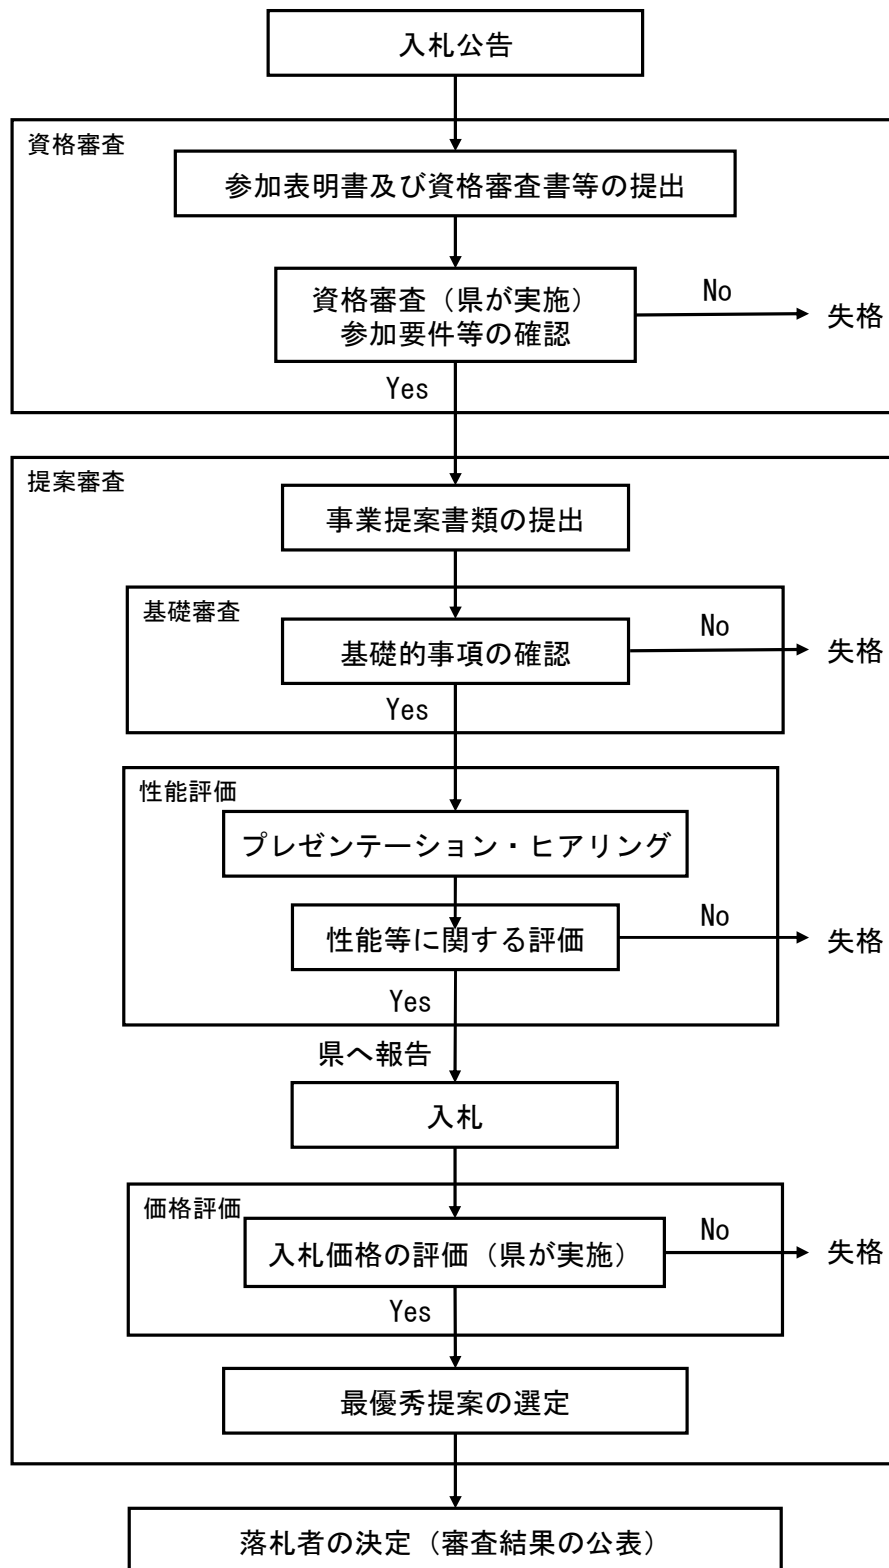 入札公告
資格審査
参加表明書及び資格審査書等の提出
資格審査（県が実施）
参加要件等の確認
No
失格
Yes
提案審査
事業提案書類の提出
基礎審査
基礎的事項の確認
No
失格
Yes
性能評価
プレゼンテーション・ヒアリング
性能等に関する評価
No
失格
Yes
県へ報告
入札
価格評価
入札価格の評価（県が実施）
No
失格
Yes
最優秀提案の選定
落札者の決定（審査結果の公表）